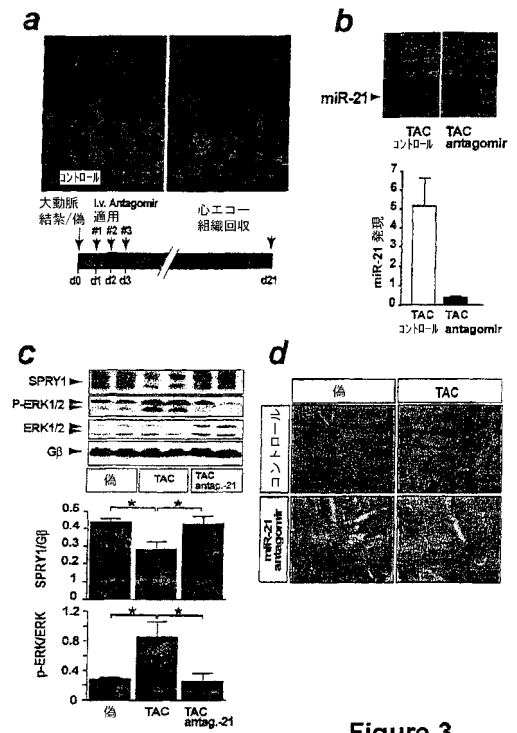 a
コントロール
大動脈
結紮/偽
I.v. Antagomir
適用
#1 #2 #3
心エコー
組織回収
d0 d1 d2 d3 d21
b
miR-21
TAC TAC
コントロール antagomir
miR-21 発現
7
6
5
4
3
2
1
0
TAC TAC
コントロール antagomir
c
SPRY1
P-ERK1/2
ERK1/2
Gβ
偽 TAC TAC
antag.-21
* *
SPRY1/Gβ
0.5
0.4
0.3
0.2
0.1
0
* *
p-ERK/ERK
1.2
0.8
0.4
0
偽 TAC TAC
antag.-21
d
偽 TAC
コントロール
miR-21
antagomir
Figure 3